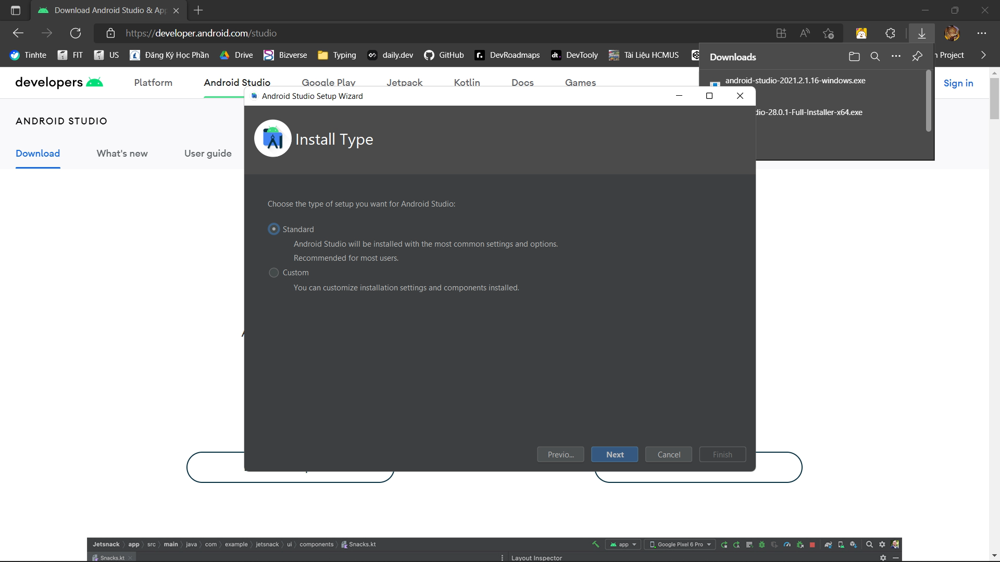 Download Android Studio & Ap
https://developer.android.com/studio
Tinhte
FIT
US
Đăng Ký Học Phần
Drive
Bizverse
Typing
daily.dev
GitHub
DevRoadmaps
DevTooly
Tài Liệu HCMUS
Project
Downloads
android-studio-2021.2.1.16-windows.exe
dio-28.0.1-Full-Installer-x64.exe
developers
Platform
Android Studio
Google Play
Jetpack
Kotlin
Docs
Games
Sign in
ANDROID STUDIO
Download
What's new
User guide
Android Studio Setup Wizard
Install Type
Choose the type of setup you want for Android Studio:
Standard
Android Studio will be installed with the most common settings and options.
Recommended for most users.
Custom
You can customize installation settings and components installed.
Previo...
Next
Cancel
Finish
Jetsnack app src main java com example jetsnack ui components Snacks.kt
app
Google Pixel 6 Pro
Snacks.kt
Layout Inspector